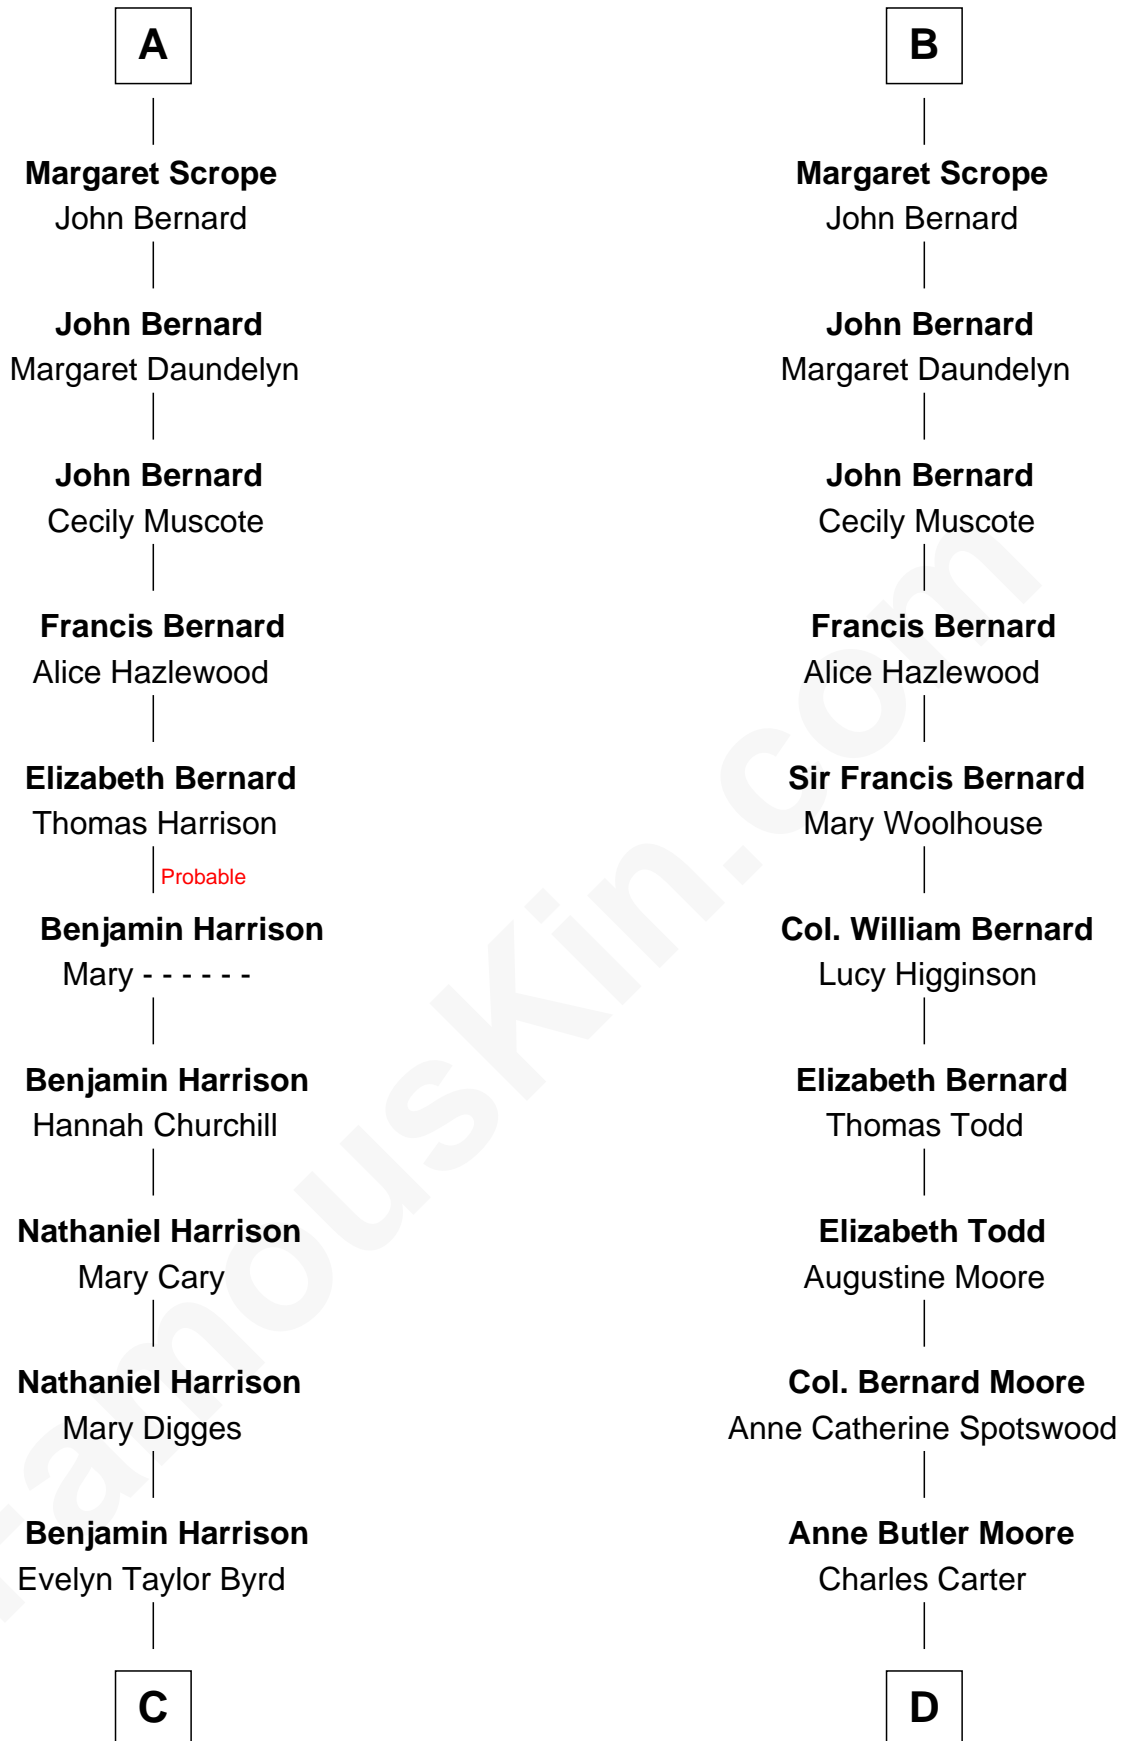 A
Margaret Scrope
John Bernard
John Bernard
Margaret Daundelyn
John Bernard
Cecily Muscote
Francis Bernard
Alice Hazlewood
Elizabeth Bernard
Thomas Harrison
Probable
Benjamin Harrison
Mary - - - - - -
Benjamin Harrison
Hannah Churchill
Nathaniel Harrison
Mary Cary
Nathaniel Harrison
Mary Digges
Benjamin Harrison
Evelyn Taylor Byrd
C
B
Margaret Scrope
John Bernard
John Bernard
Margaret Daundelyn
John Bernard
Cecily Muscote
Francis Bernard
Alice Hazlewood
Sir Francis Bernard
Mary Woolhouse
Col. William Bernard
Lucy Higginson
Elizabeth Bernard
Thomas Todd
Elizabeth Todd
Augustine Moore
Col. Bernard Moore
Anne Catherine Spotswood
Anne Butler Moore
Charles Carter
D
FamousKin.com